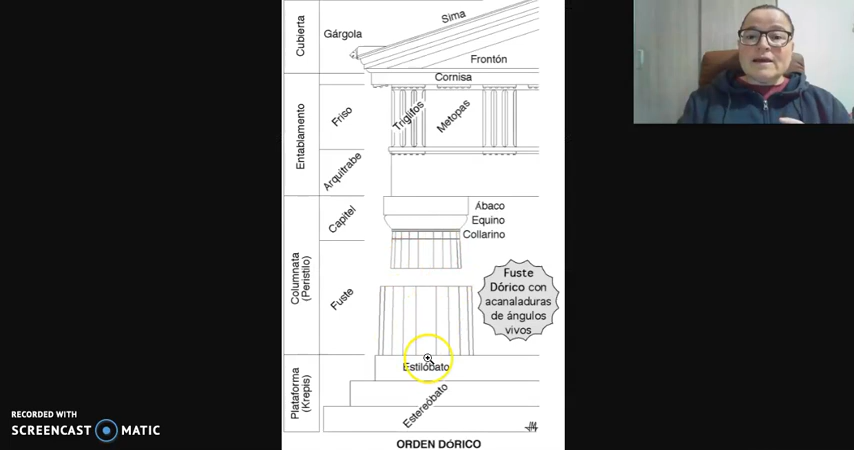 Cubierta
Gárgola
Sima
Frontón
Cornisa
Entablamento
Friso
Triglifos
Metopas
Arquitrabe
Columnata
(Peristilo)
Capitel
Ábaco
Equino
Collarino
Fuste
Fuste
Dórico con
acanaladuras
de ángulos
vivos
Plataforma
(Krepis)
Estilóbato
Estereóbato
ORDEN DÓRICO
RECORDED WITH
SCREENCAST MATIC